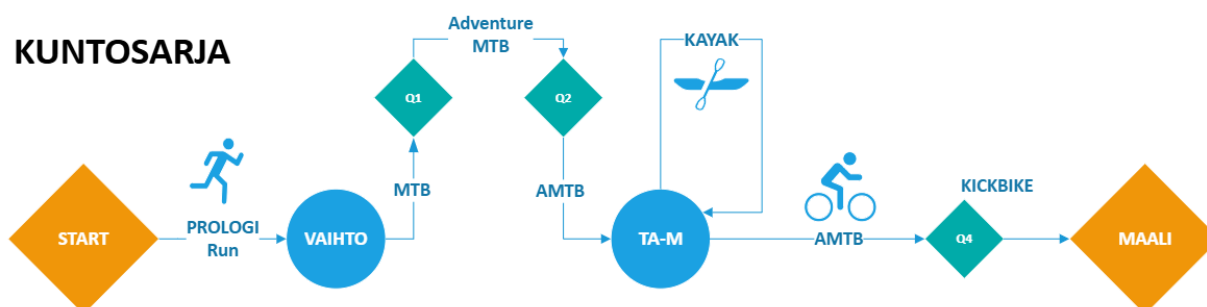 KUNTOSARJA
START
PROLOGI
Run
VAIHTO
MTB
Q1
Adventure
MTB
Q2
AMTB
TA-M
KAYAK
AMTB
Q4
KICKBIKE
MAALI